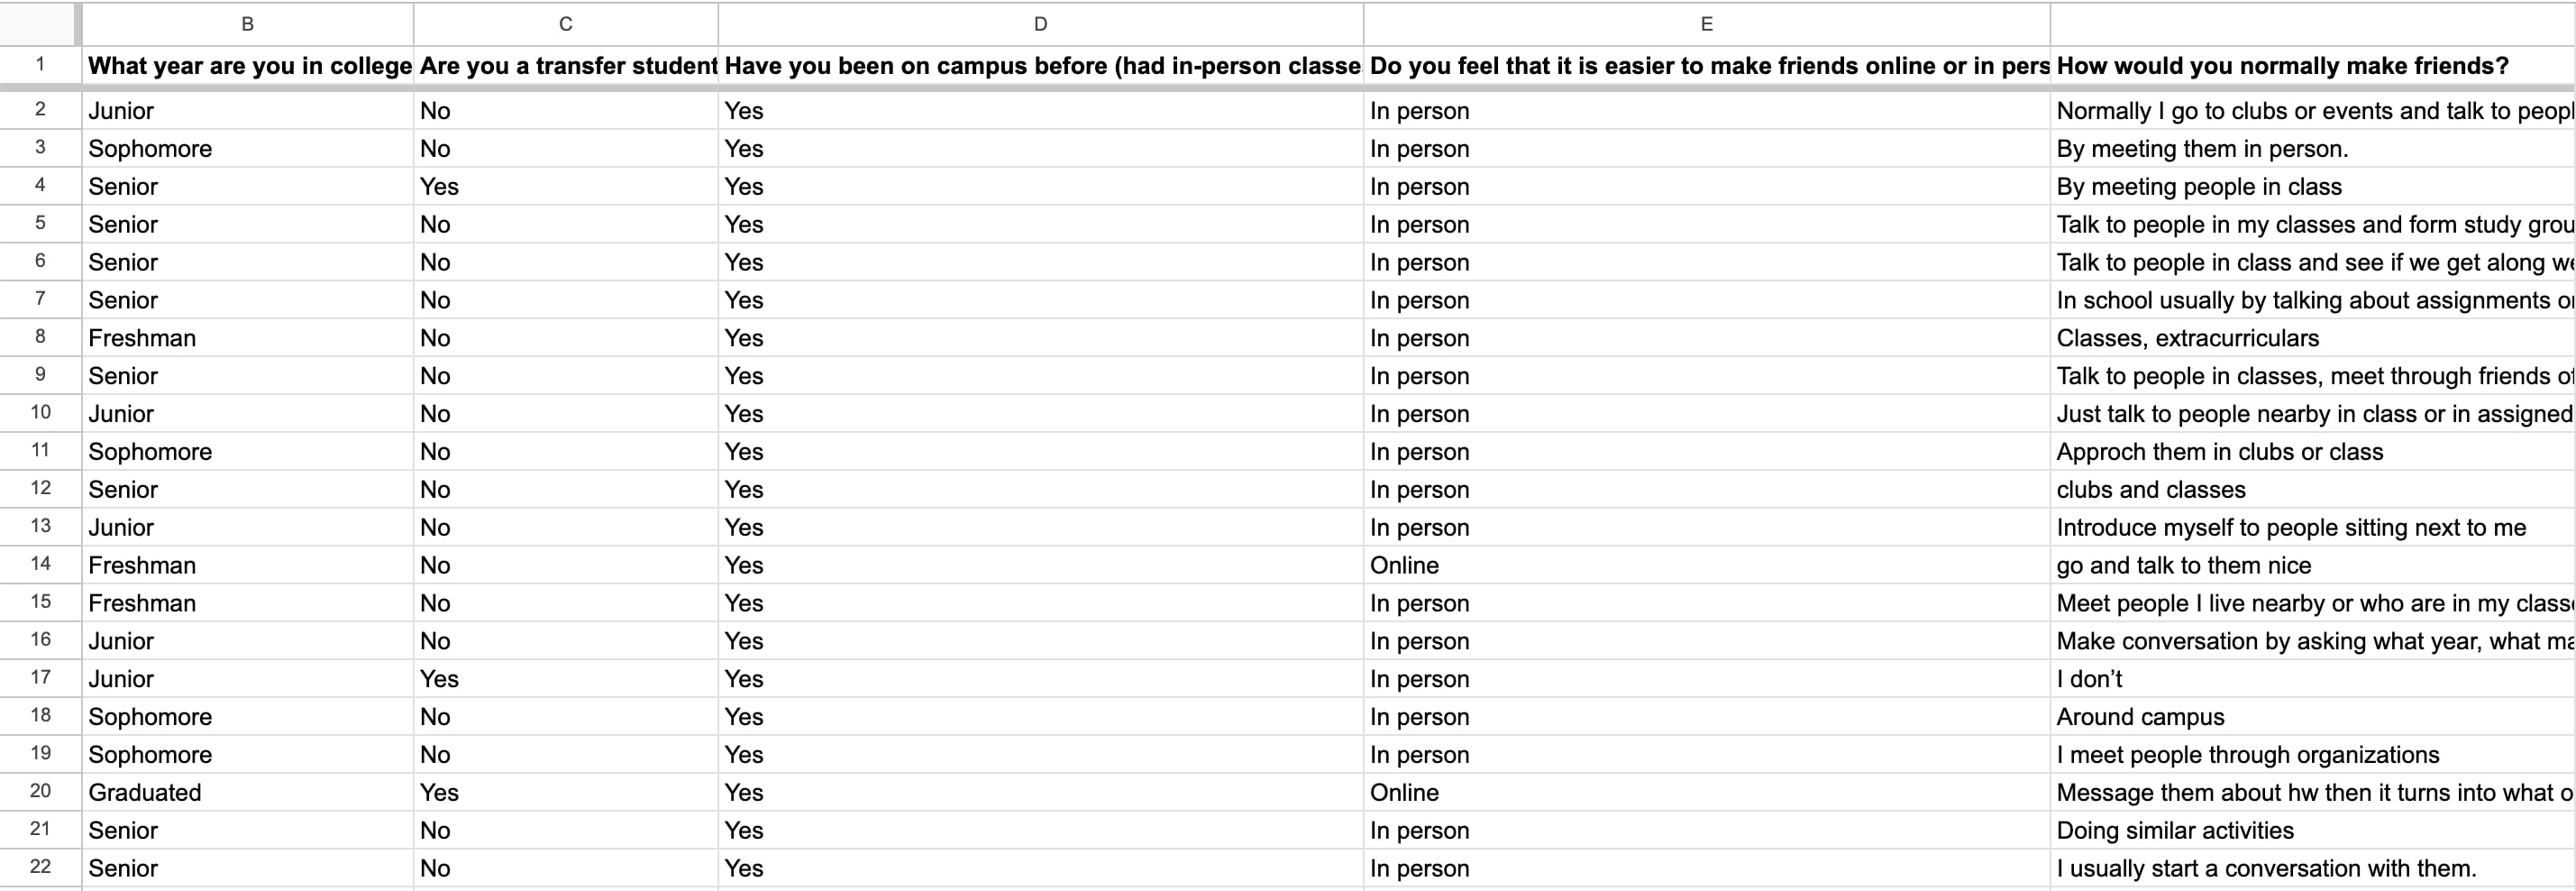 B C D E
1 What year are you in college Are you a transfer student Have you been on campus before (had in-person classe Do you feel that it is easier to make friends online or in pers How would you normally make friends?
2 Junior No Yes In person Normally I go to clubs or events and talk to peopl
3 Sophomore No Yes In person By meeting them in person.
4 Senior Yes Yes In person By meeting people in class
5 Senior No Yes In person Talk to people in my classes and form study grou
6 Senior No Yes In person Talk to people in class and see if we get along we
7 Senior No Yes In person In school usually by talking about assignments or
8 Freshman No Yes In person Classes, extracurriculars
9 Senior No Yes In person Talk to people in classes, meet through friends of
10 Junior No Yes In person Just talk to people nearby in class or in assigned
11 Sophomore No Yes In person Approch them in clubs or class
12 Senior No Yes In person clubs and classes
13 Junior No Yes In person Introduce myself to people sitting next to me
14 Freshman No Yes Online go and talk to them nice
15 Freshman No Yes In person Meet people I live nearby or who are in my classe
16 Junior No Yes In person Make conversation by asking what year, what ma
17 Junior Yes Yes In person I don’t
18 Sophomore No Yes In person Around campus
19 Sophomore No Yes In person I meet people through organizations
20 Graduated Yes Yes Online Message them about hw then it turns into what o
21 Senior No Yes In person Doing similar activities
22 Senior No Yes In person I usually start a conversation with them.